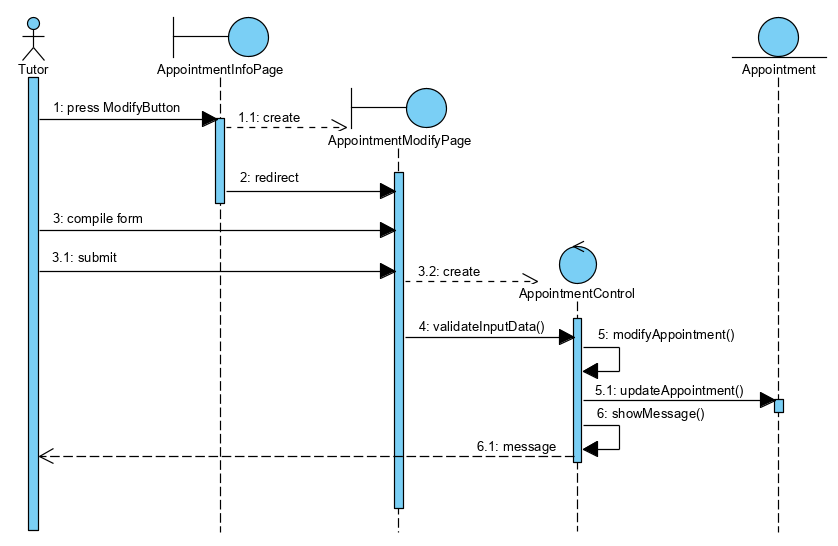 Tutor
AppointmentInfoPage
Appointment
1: press ModifyButton
1.1: create
AppointmentModifyPage
2: redirect
3: compile form
3.1: submit
3.2: create
AppointmentControl
4: validateInputData()
5: modifyAppointment()
5.1: updateAppointment()
6: showMessage()
6.1: message